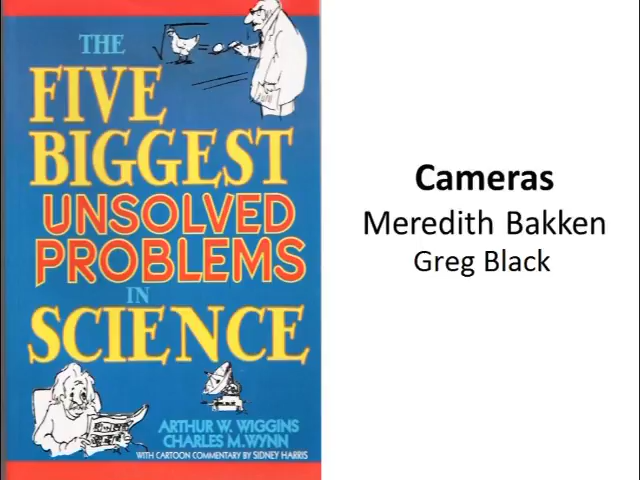 THE
FIVE
BIGGEST
UNSOLVED
PROBLEMS
IN
SCIENCE
ARTHUR W. WIGGINS
CHARLES M. WYNN
WITH CARTOON COMMENTARY BY SIDNEY HARRIS
Cameras
Meredith Bakken
Greg Black